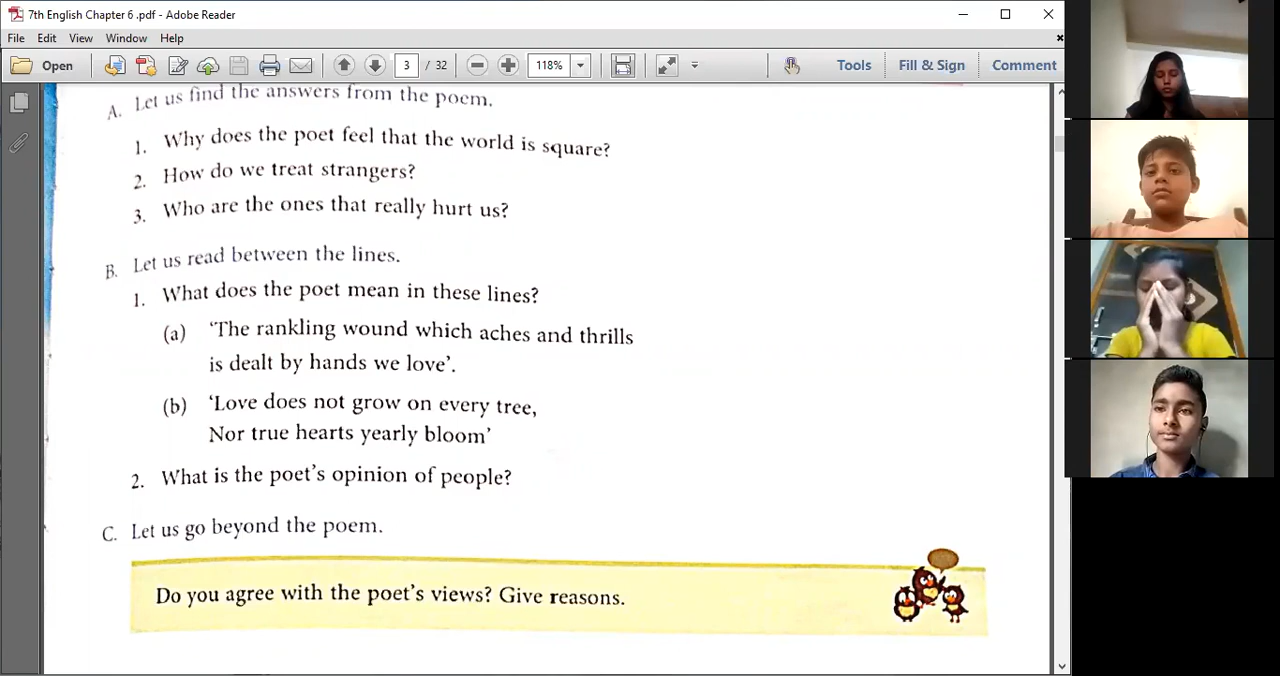 7th English Chapter 6 .pdf - Adobe Reader
File Edit View Window Help
Open 3 / 32 118% Tools Fill & Sign Comment
A. Let us find the answers from the poem.
1. Why does the poet feel that the world is square?
2. How do we treat strangers?
3. Who are the ones that really hurt us?
B. Let us read between the lines.
1. What does the poet mean in these lines?
(a) 'The rankling wound which aches and thrills
is dealt by hands we love'.
(b) 'Love does not grow on every tree,
Nor true hearts yearly bloom'
2. What is the poet's opinion of people?
C. Let us go beyond the poem.
Do you agree with the poet's views? Give reasons.